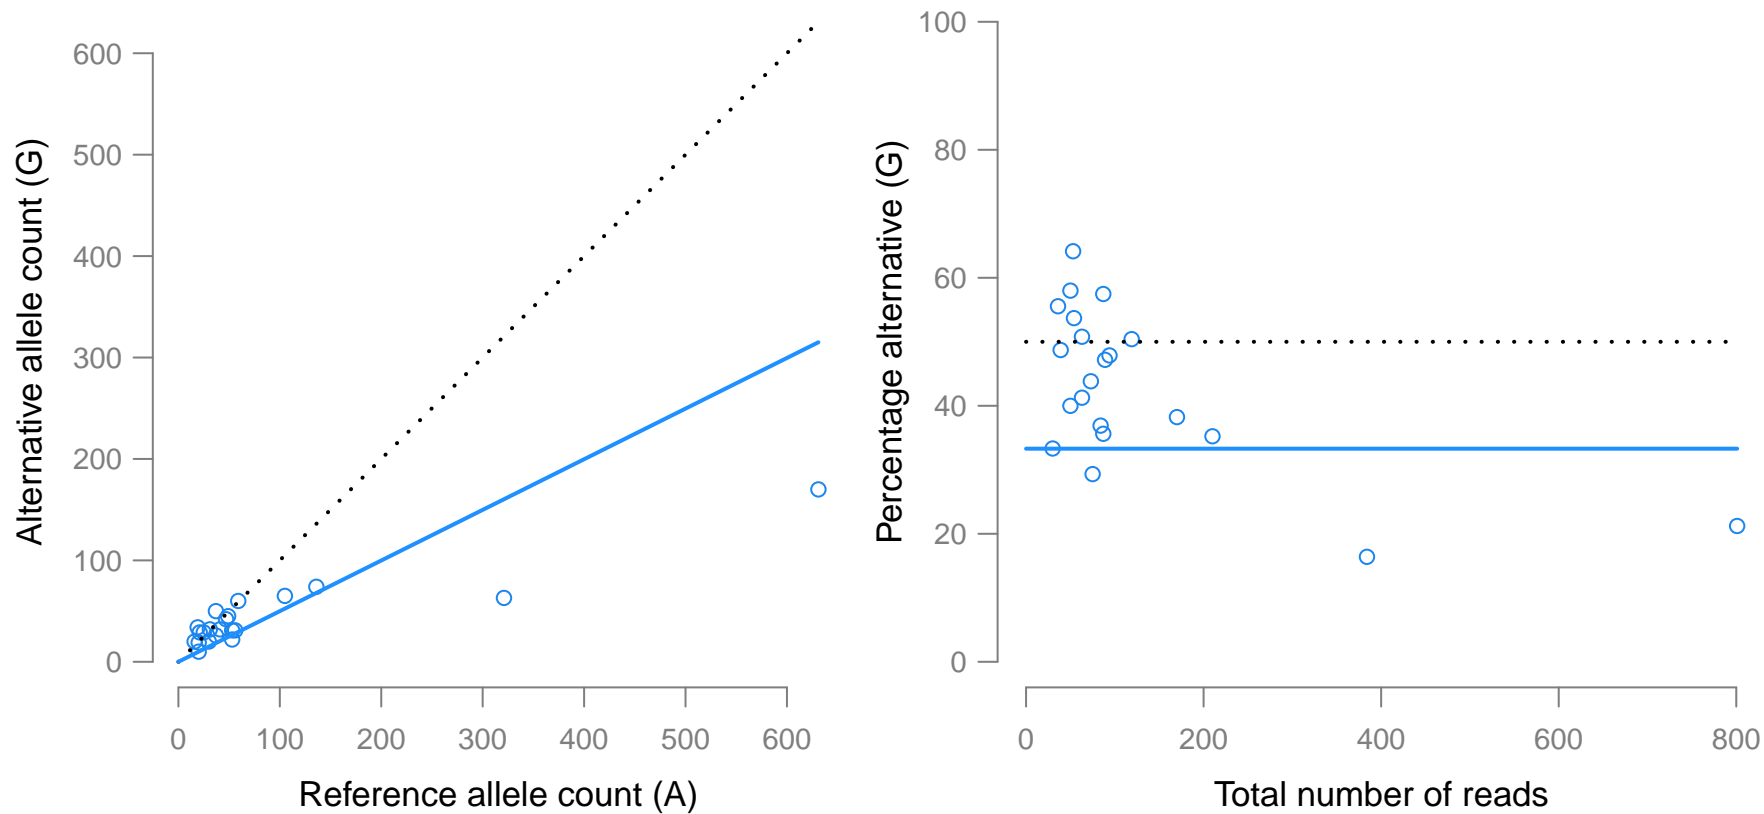 Alternative allele count (G)
600
500
400
300
200
100
0
0 100 200 300 400 500 600
Reference allele count (A)
Percentage alternative (G)
100
80
60
40
20
0
0 200 400 600 800
Total number of reads